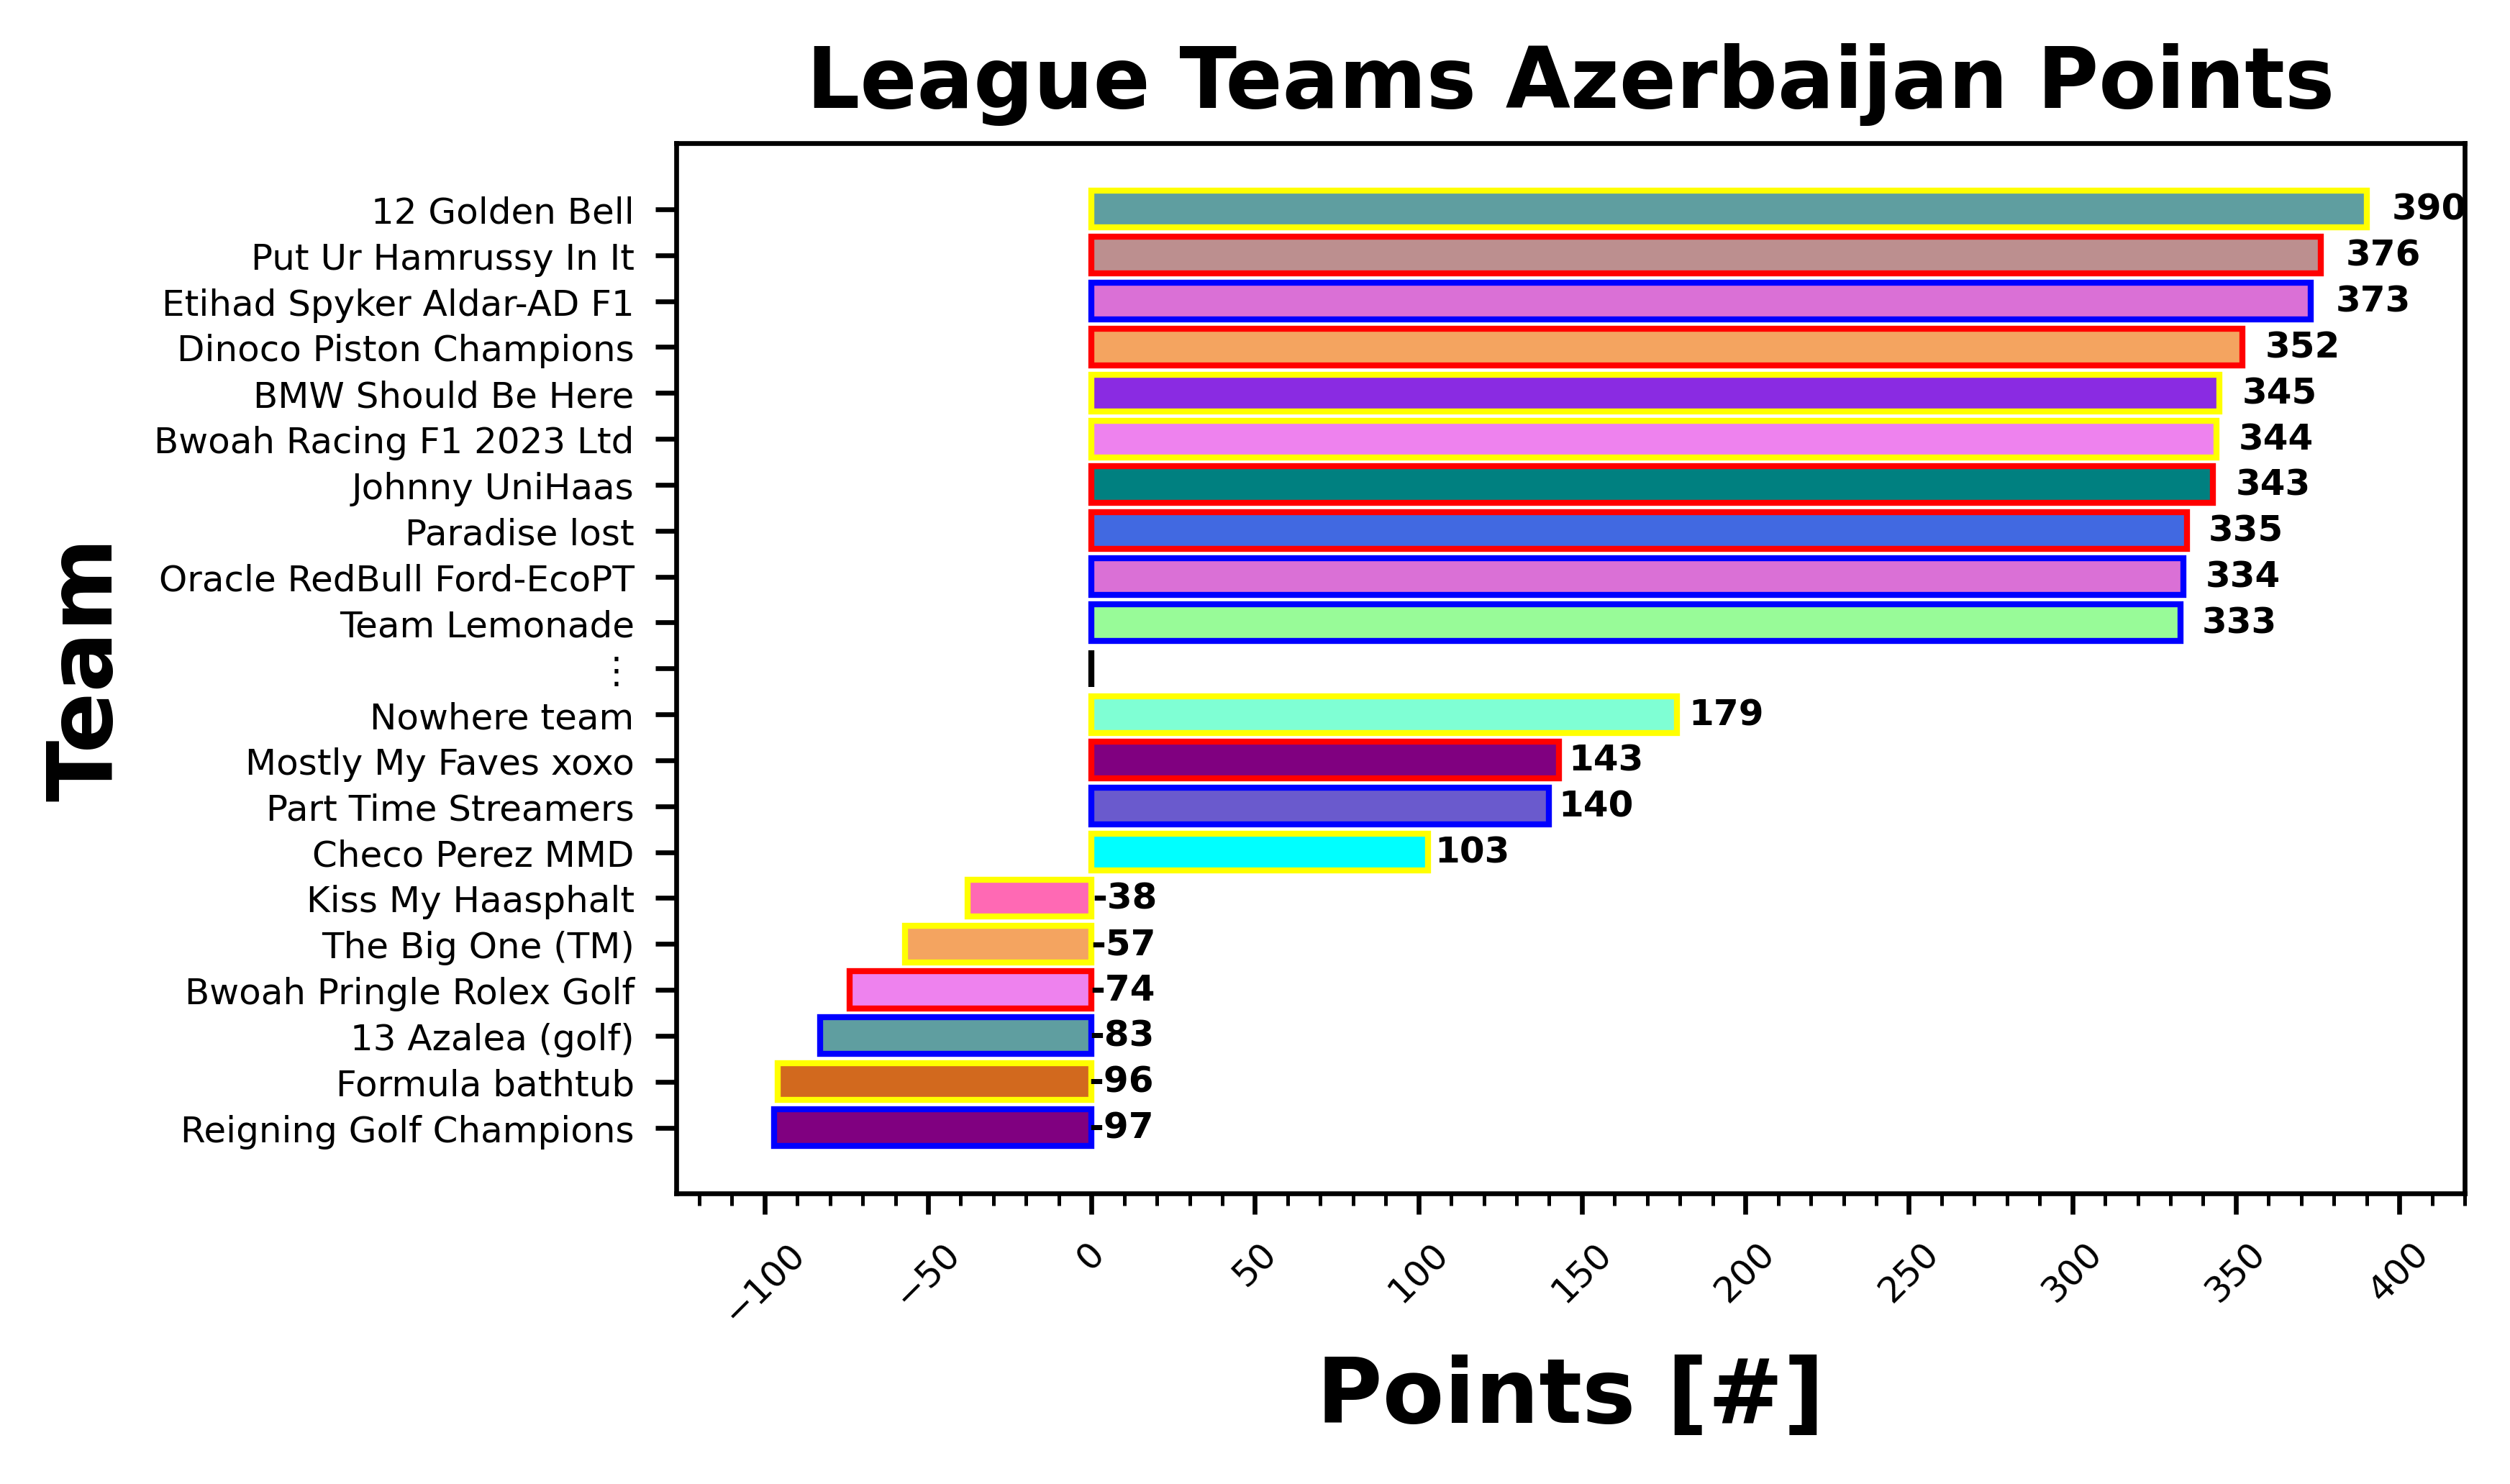 League Teams Azerbaijan Points
12 Golden Bell 390
Put Ur Hamrussy In It 376
Etihad Spyker Aldar-AD F1 373
Dinoco Piston Champions 352
BMW Should Be Here 345
Bwoah Racing F1 2023 Ltd 344
Johnny UniHaas 343
Paradise lost 335
Oracle RedBull Ford-EcoPT 334
Team Lemonade 333
⋮
Nowhere team 179
Mostly My Faves xoxo 143
Part Time Streamers 140
Checo Perez MMD 103
Kiss My Haasphalt -38
The Big One (TM) -57
Bwoah Pringle Rolex Golf -74
13 Azalea (golf) -83
Formula bathtub -96
Reigning Golf Champions -97
Team
−100 −50 0 50 100 150 200 250 300 350 400
Points [#]